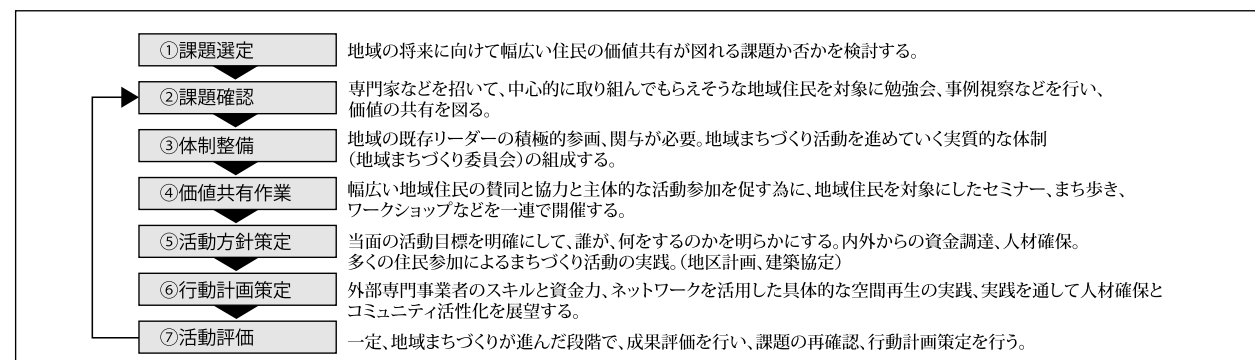 ①課題選定
地域の将来に向けて幅広い住民の価値共有が図れる課題か否かを検討する。
②課題確認
専門家などを招いて、中心的に取り組んでもらえそうな地域住民を対象に勉強会、事例視察などを行い、
価値の共有を図る。
③体制整備
地域の既存リーダーの積極的参画、関与が必要。地域まちづくり活動を進めていく実質的な体制
（地域まちづくり委員会）の組成する。
④価値共有作業
幅広い地域住民の賛同と協力と主体的な活動参加を促す為に、地域住民を対象にしたセミナー、まち歩き、
ワークショップなどを一連で開催する。
⑤活動方針策定
当面の活動目標を明確にして、誰が、何をするのかを明らかにする。内外からの資金調達、人材確保。
多くの住民参加によるまちづくり活動の実践。（地区計画、建築協定）
⑥行動計画策定
外部専門事業者のスキルと資金力、ネットワークを活用した具体的な空間再生の実践、実践を通して人材確保と
コミュニティ活性化を展望する。
⑦活動評価
一定、地域まちづくりが進んだ段階で、成果評価を行い、課題の再確認、行動計画策定を行う。